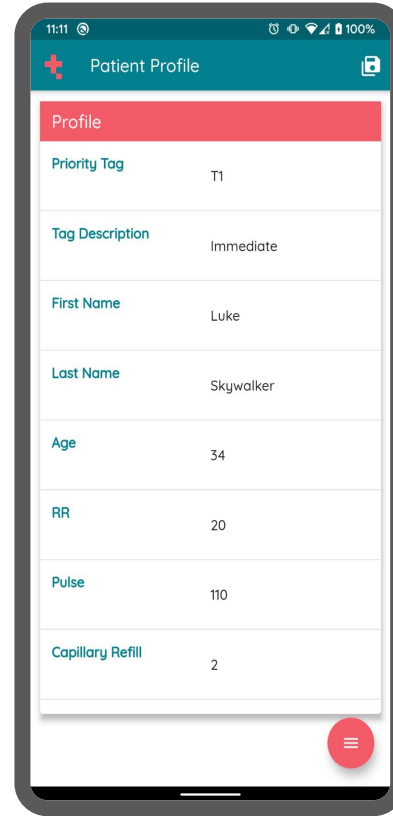 11:11 100%
Patient Profile
Profile
Priority Tag
T1
Tag Description
Immediate
First Name
Luke
Last Name
Skywalker
Age
34
RR
20
Pulse
110
Capillary Refill
2